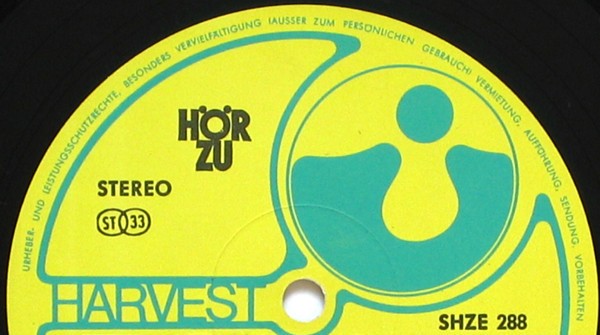 URHEBER- UND LEISTUNGSSCHUTZRECHTE, BESONDERS VERVIELFÄLTIGUNG (AUSSER ZUM PERSÖNLICHEN GEBRAUCH) VERMIETUNG, AUFFÜHRUNG, SENDUNG, VORBEHALTEN
HÖR
ZU
STEREO
ST 33
HARVEST
SHZE 288